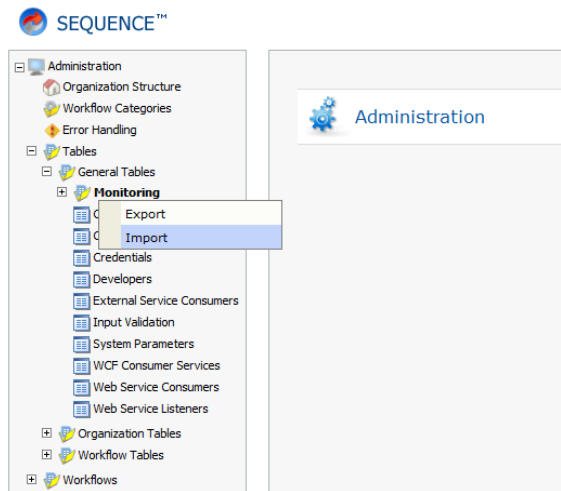 SEQUENCE™
Administration
Organization Structure
Workflow Categories
Error Handling
Tables
General Tables
Monitoring
Export
Import
Credentials
Developers
External Service Consumers
Input Validation
System Parameters
WCF Consumer Services
Web Service Consumers
Web Service Listeners
Organization Tables
Workflow Tables
Workflows
Administration